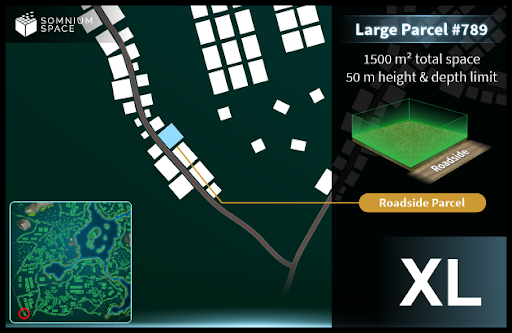 SOMNIUM
SPACE
Large Parcel #789
1500 m² total space
50 m height & depth limit
Roadside
Roadside Parcel
XL